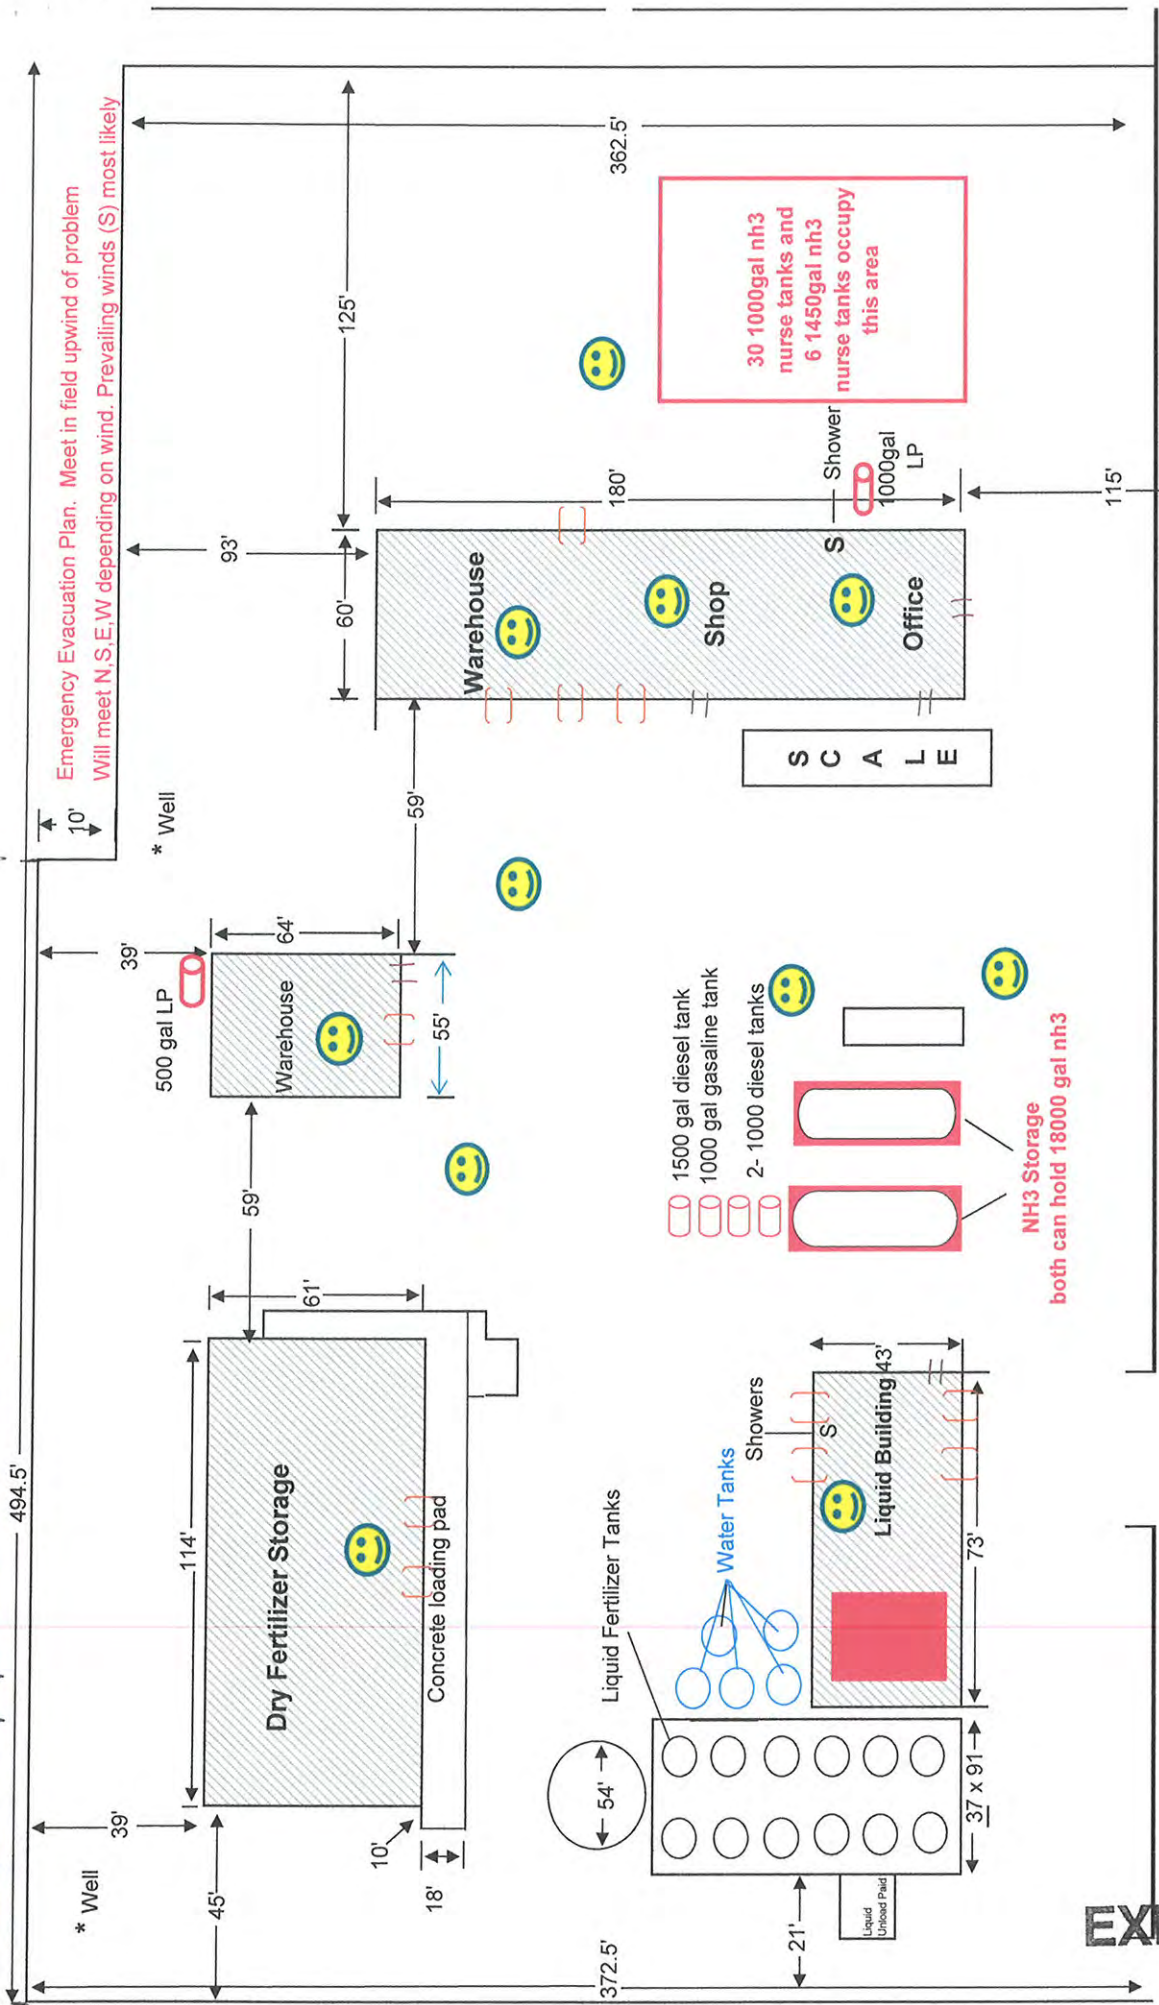 494.5'
Emergency Evacuation Plan. Meet in field upwind of problem
Will meet N,S,E,W depending on wind. Prevailing winds (S) most likely
10'
* Well
* Well
39'
39'
45'
114'
Dry Fertilizer Storage
61'
59'
10'
18'
Concrete loading pad
500 gal LP
Warehouse
64'
55'
59'
93'
60'
125'
Warehouse
Shop
S
Office
180'
Shower
1000gal
LP
115'
362.5'
30 1000gal nh3
nurse tanks and
6 1450gal nh3
nurse tanks occupy
this area
S
C
A
L
E
1500 gal diesel tank
1000 gal gasaline tank
2- 1000 diesel tanks
NH3 Storage
both can hold 18000 gal nh3
Showers
S
Liquid Building
43'
73'
Water Tanks
Liquid Fertilizer Tanks
54'
37 x 91
Liquid
Unload Paid
21'
372.5'
EX